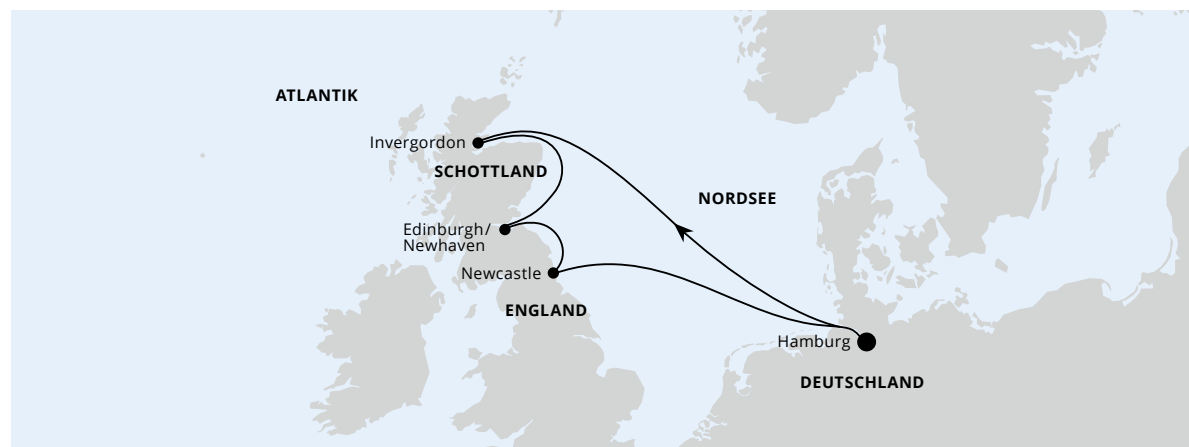 ATLANTIK
Invergordon
SCHOTTLAND
NORDSEE
Edinburgh/
Newhaven
Newcastle
ENGLAND
Hamburg
DEUTSCHLAND